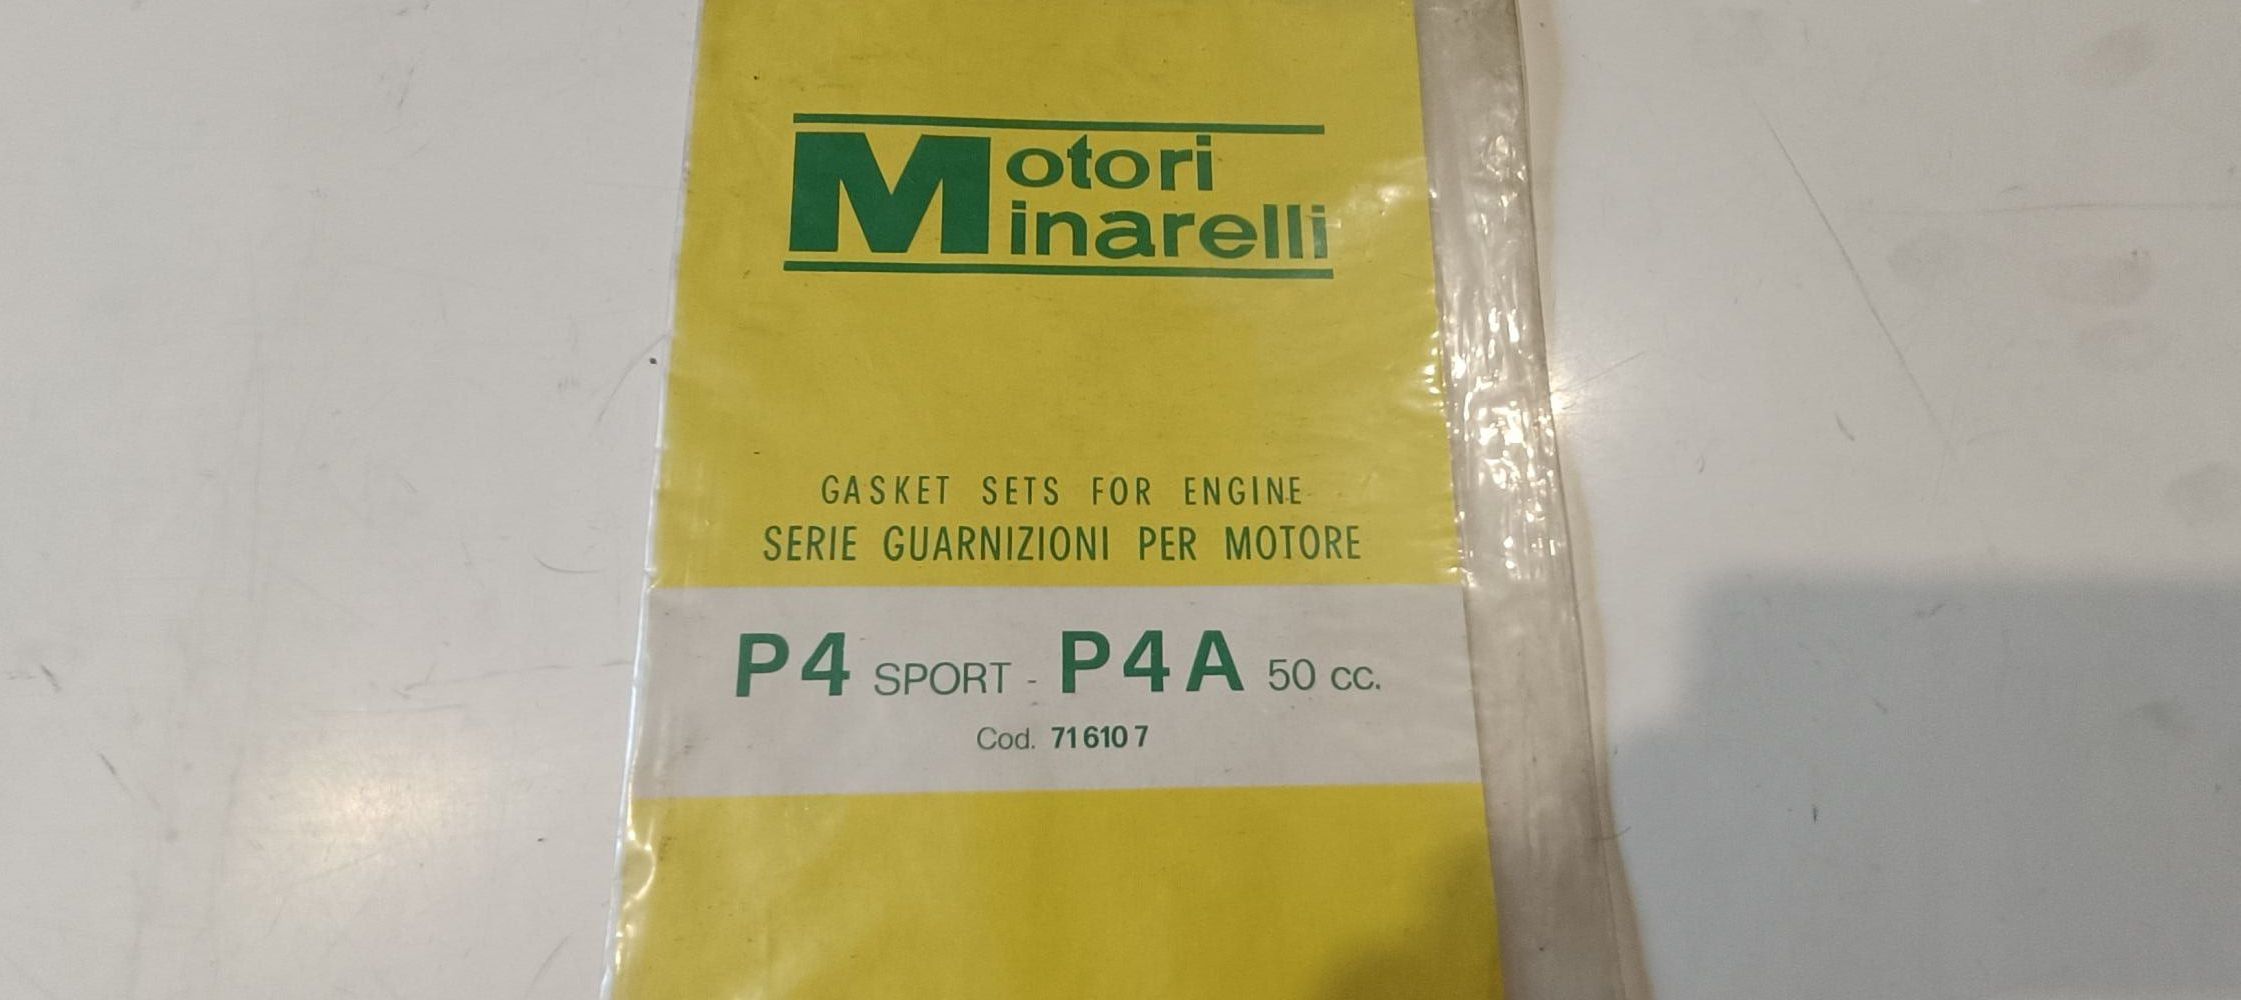 Motori
Minarelli
GASKET SETS FOR ENGINE
SERIE GUARNIZIONI PER MOTORE
P4 SPORT - P4A 50 cc.
Cod. 71 610 7